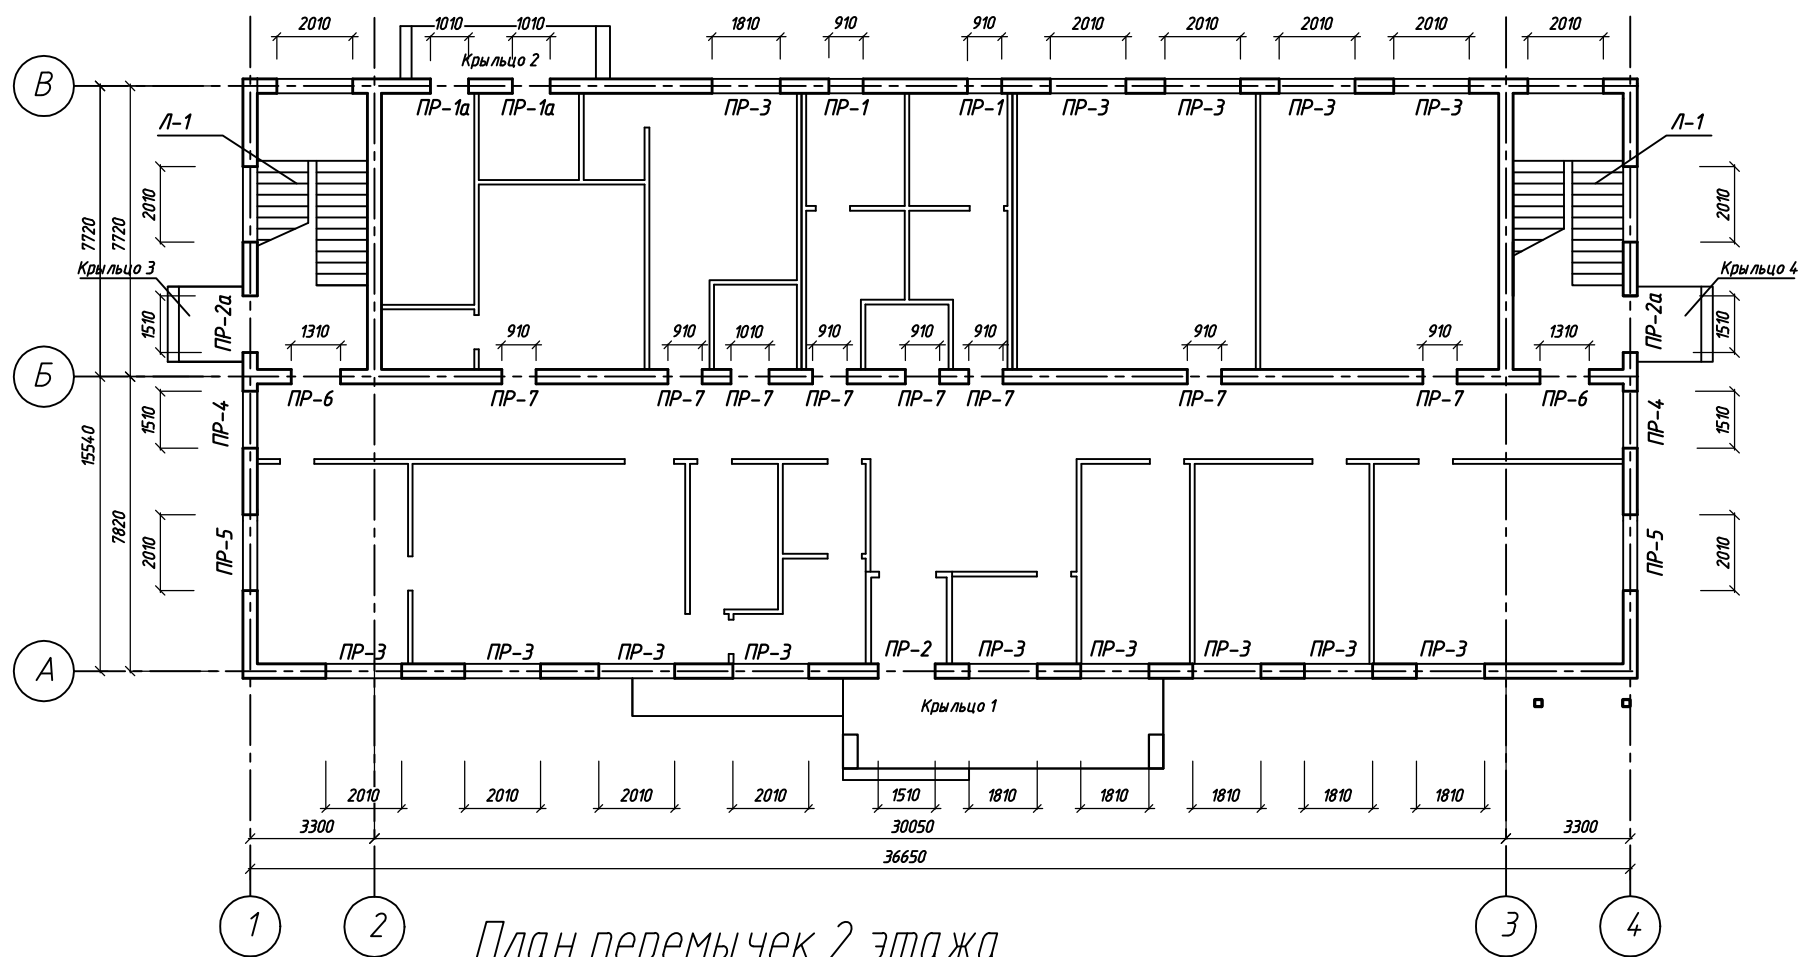 2010 1010 1010 1810 910 910 2010 2010 2010 2010 2010
Крыльцо 2
В
ПР-1а ПР-1а ПР-3 ПР-1 ПР-1 ПР-3 ПР-3 ПР-3 ПР-3
Л-1 Л-1
2010 2010
7720 7720
Крыльцо 3 Крыльцо 4
1510 ПР-2а ПР-2а 1510
1310 910 910 1010 910 910 910 910 910 1310
Б
ПР-6 ПР-7 ПР-7 ПР-7 ПР-7 ПР-7 ПР-7 ПР-7 ПР-7 ПР-6
1510 ПР-4 ПР-4 1510
15540 7820
2010 ПР-5 ПР-5 2010
ПР-3 ПР-3 ПР-3 ПР-3 ПР-2 ПР-3 ПР-3 ПР-3 ПР-3 ПР-3
А
Крыльцо 1
2010 2010 2010 2010 1510 1810 1810 1810 1810 1810
3300 30050 3300
36650
1 2 3 4
План перемычек 2 этажа